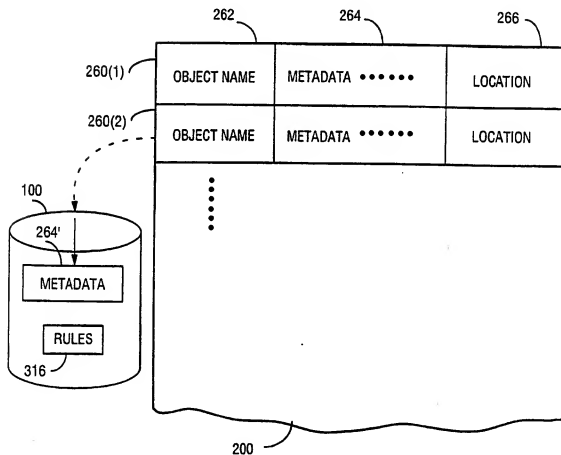 262 264 266
260(1) OBJECT NAME METADATA •••••• LOCATION
260(2) OBJECT NAME METADATA •••••• LOCATION
100
264'
METADATA
RULES
316
200